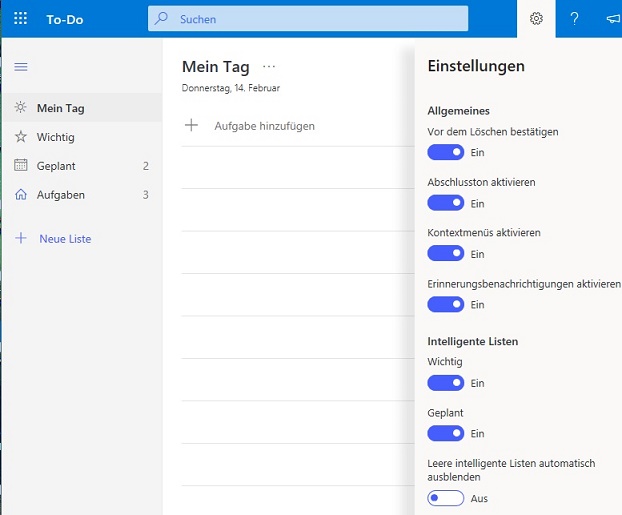 To-Do
Suchen
?
Mein Tag
Wichtig
Geplant 2
Aufgaben 3
Neue Liste
Mein Tag ...
Donnerstag, 14. Februar
Aufgabe hinzufügen
Einstellungen
Allgemeines
Vor dem Löschen bestätigen
Ein
Abschlusston aktivieren
Ein
Kontextmenüs aktivieren
Ein
Erinnerungsbenachrichtigungen aktivieren
Ein
Intelligente Listen
Wichtig
Ein
Geplant
Ein
Leere intelligente Listen automatisch
ausblenden
Aus